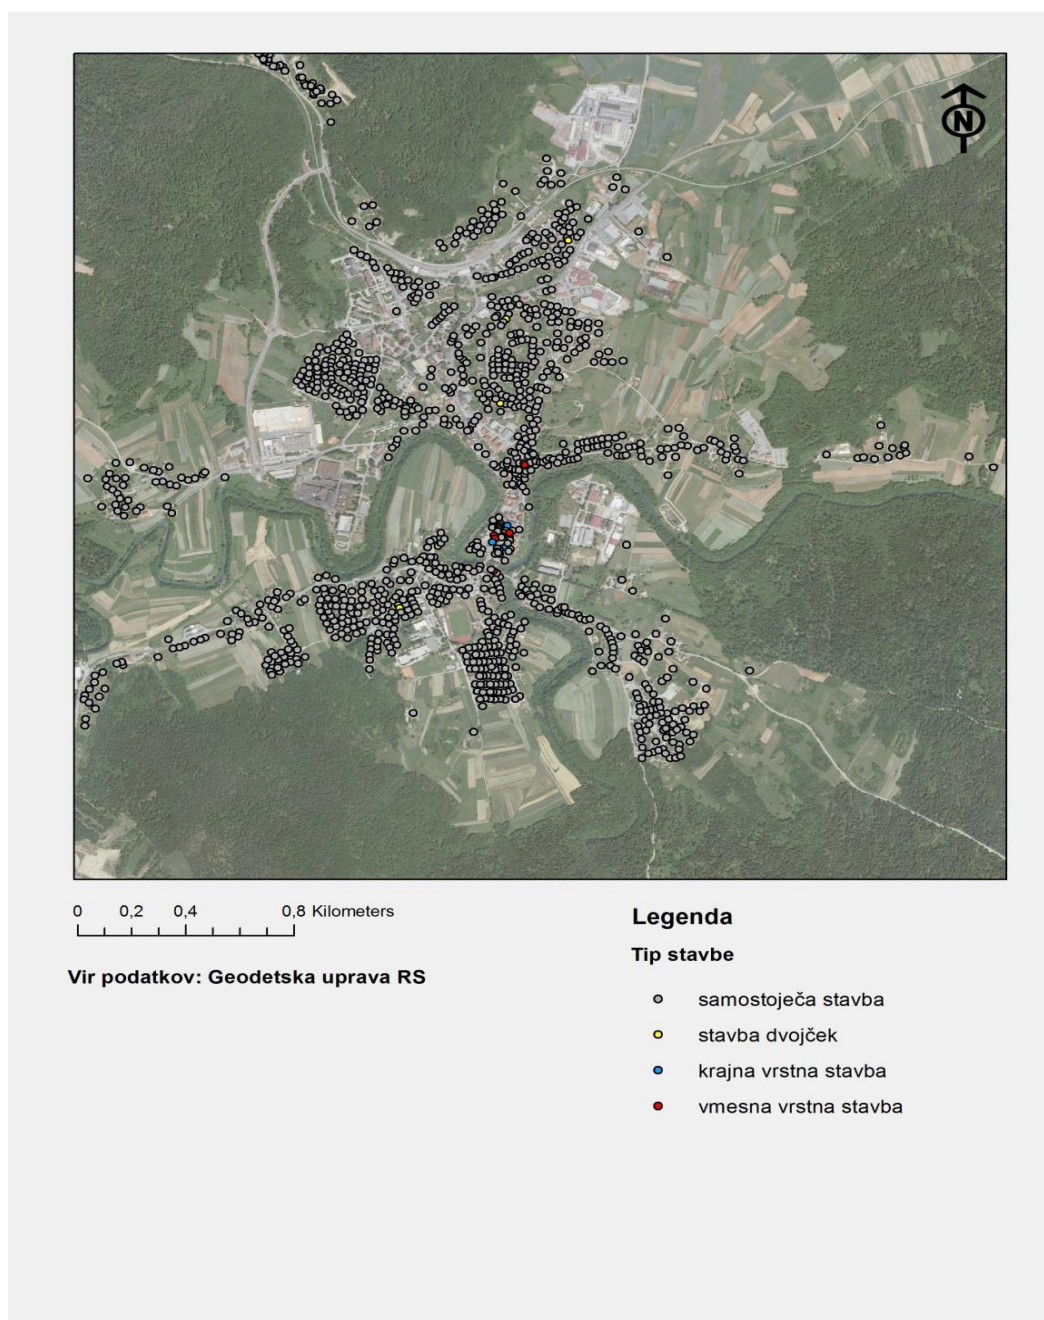 N
0 0,2 0,4 0,8 Kilometers
Vir podatkov: Geodetska uprava RS
Legenda
Tip stavbe
samostoječa stavba
stavba dvojček
krajna vrstna stavba
vmesna vrstna stavba